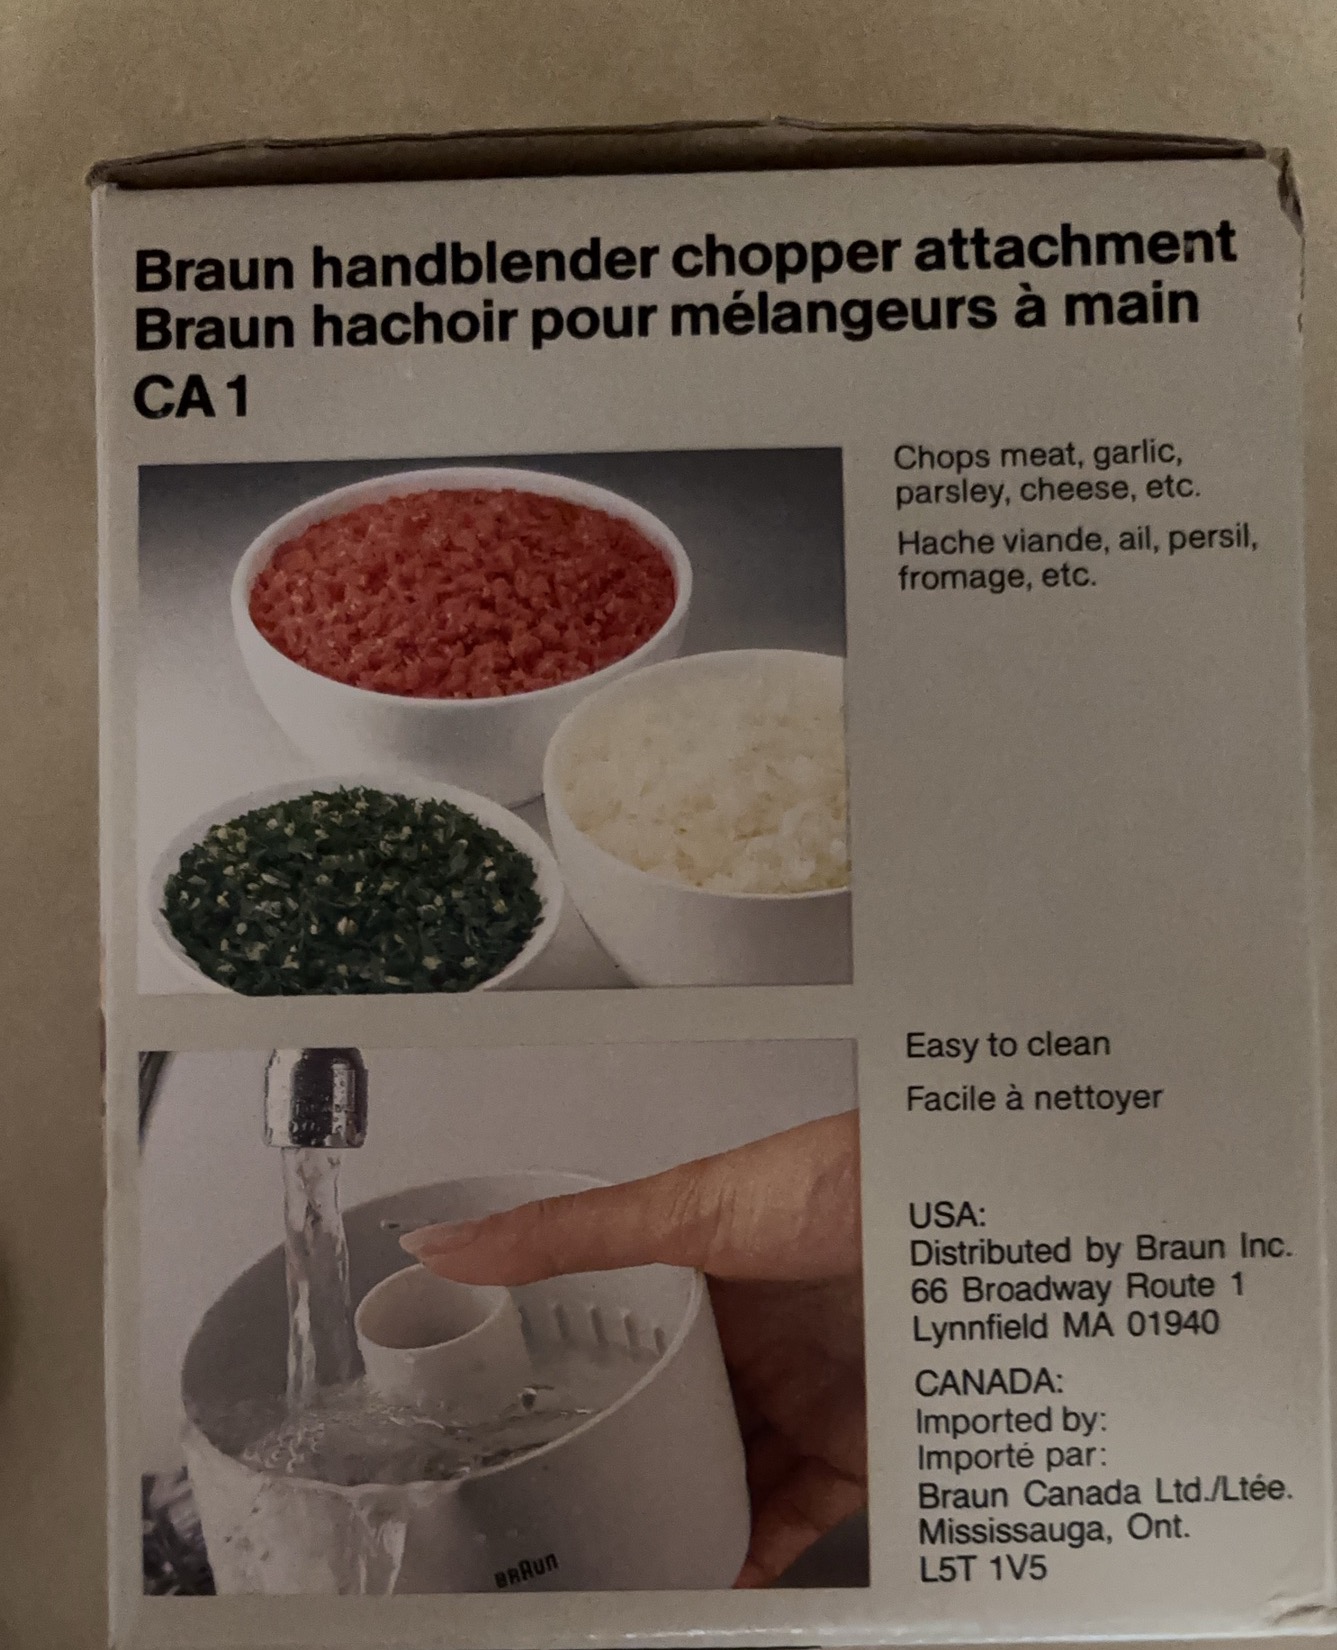 Braun handblender chopper attachment
Braun hachoir pour mélangeurs à main
CA 1
Chops meat, garlic,
parsley, cheese, etc.
Hache viande, ail, persil,
fromage, etc.
Easy to clean
Facile à nettoyer
USA:
Distributed by Braun Inc.
66 Broadway Route 1
Lynnfield MA 01940
CANADA:
Imported by:
Importé par:
Braun Canada Ltd./Ltée.
Mississauga, Ont.
L5T 1V5
BRAun